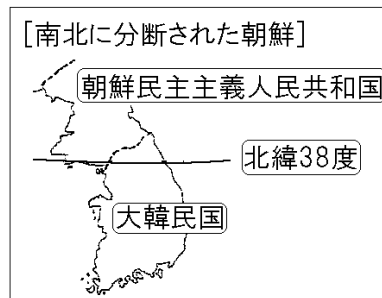 [南北に分断された朝鮮]
朝鮮民主主義人民共和国
北緯38度
大韓民国